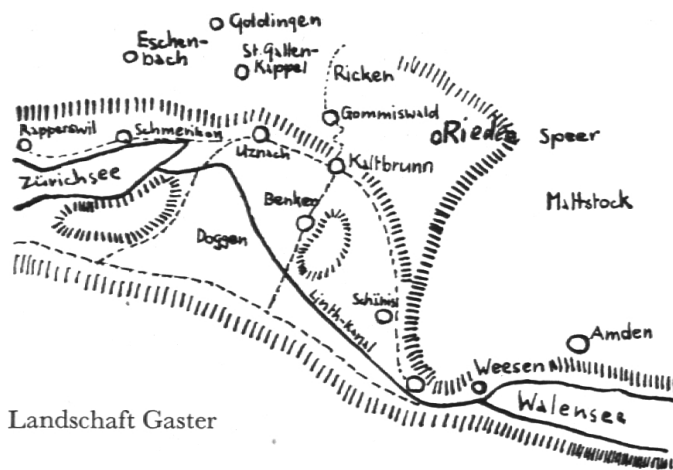 Goldingen
Eschen-
bach
St.Gallen-
Kappel
Ricken
Gommiswald
Rapperswil
Schmerikon
Uznach
Rieden
Speer
Kaltbrunn
Zürichsee
Benken
Mattstock
Doggen
Schänis
Linth-Kanal
Amden
Weesen
Walensee
Landschaft Gaster